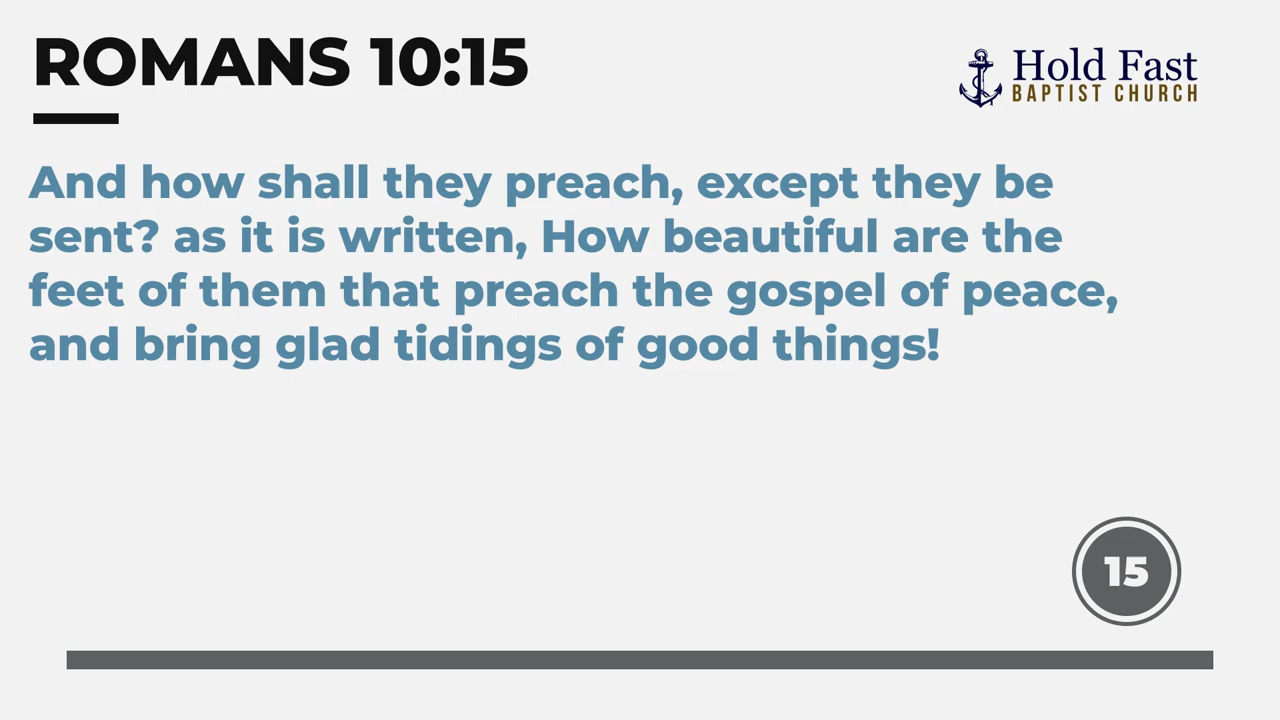 ROMANS 10:15
Hold Fast
BAPTIST CHURCH
And how shall they preach, except they be
sent? as it is written, How beautiful are the
feet of them that preach the gospel of peace,
and bring glad tidings of good things!
15